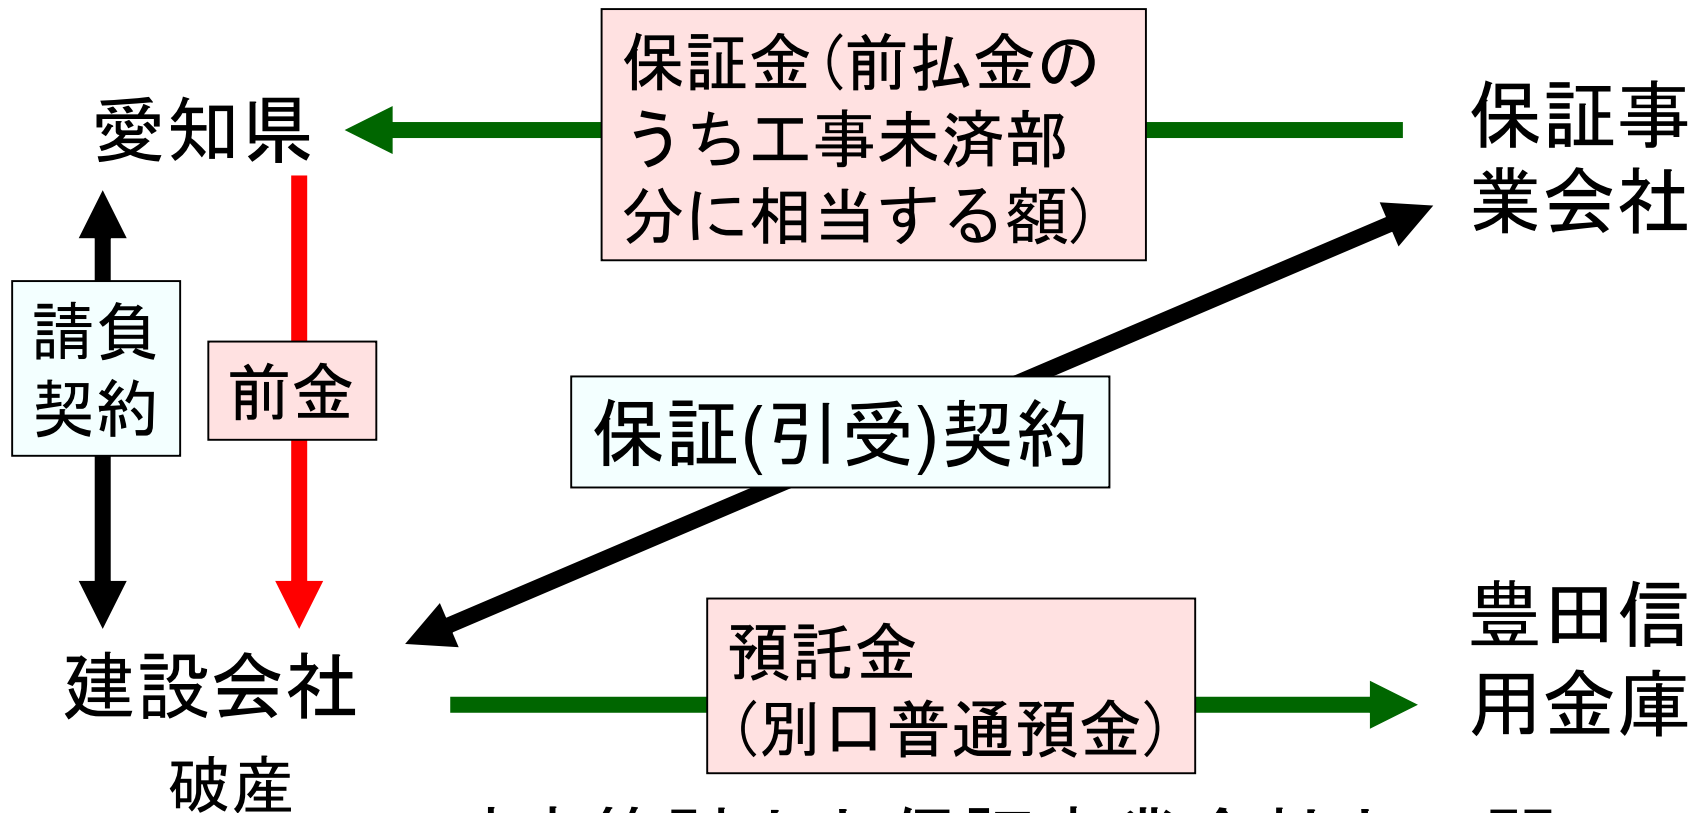 保証金(前払金の
うち工事未済部
分に相当する額)
愛知県
保証事
業会社
請負
契約
前金
保証(引受)契約
建設会社
破産
預託金
(別口普通預金)
豊田信
用金庫